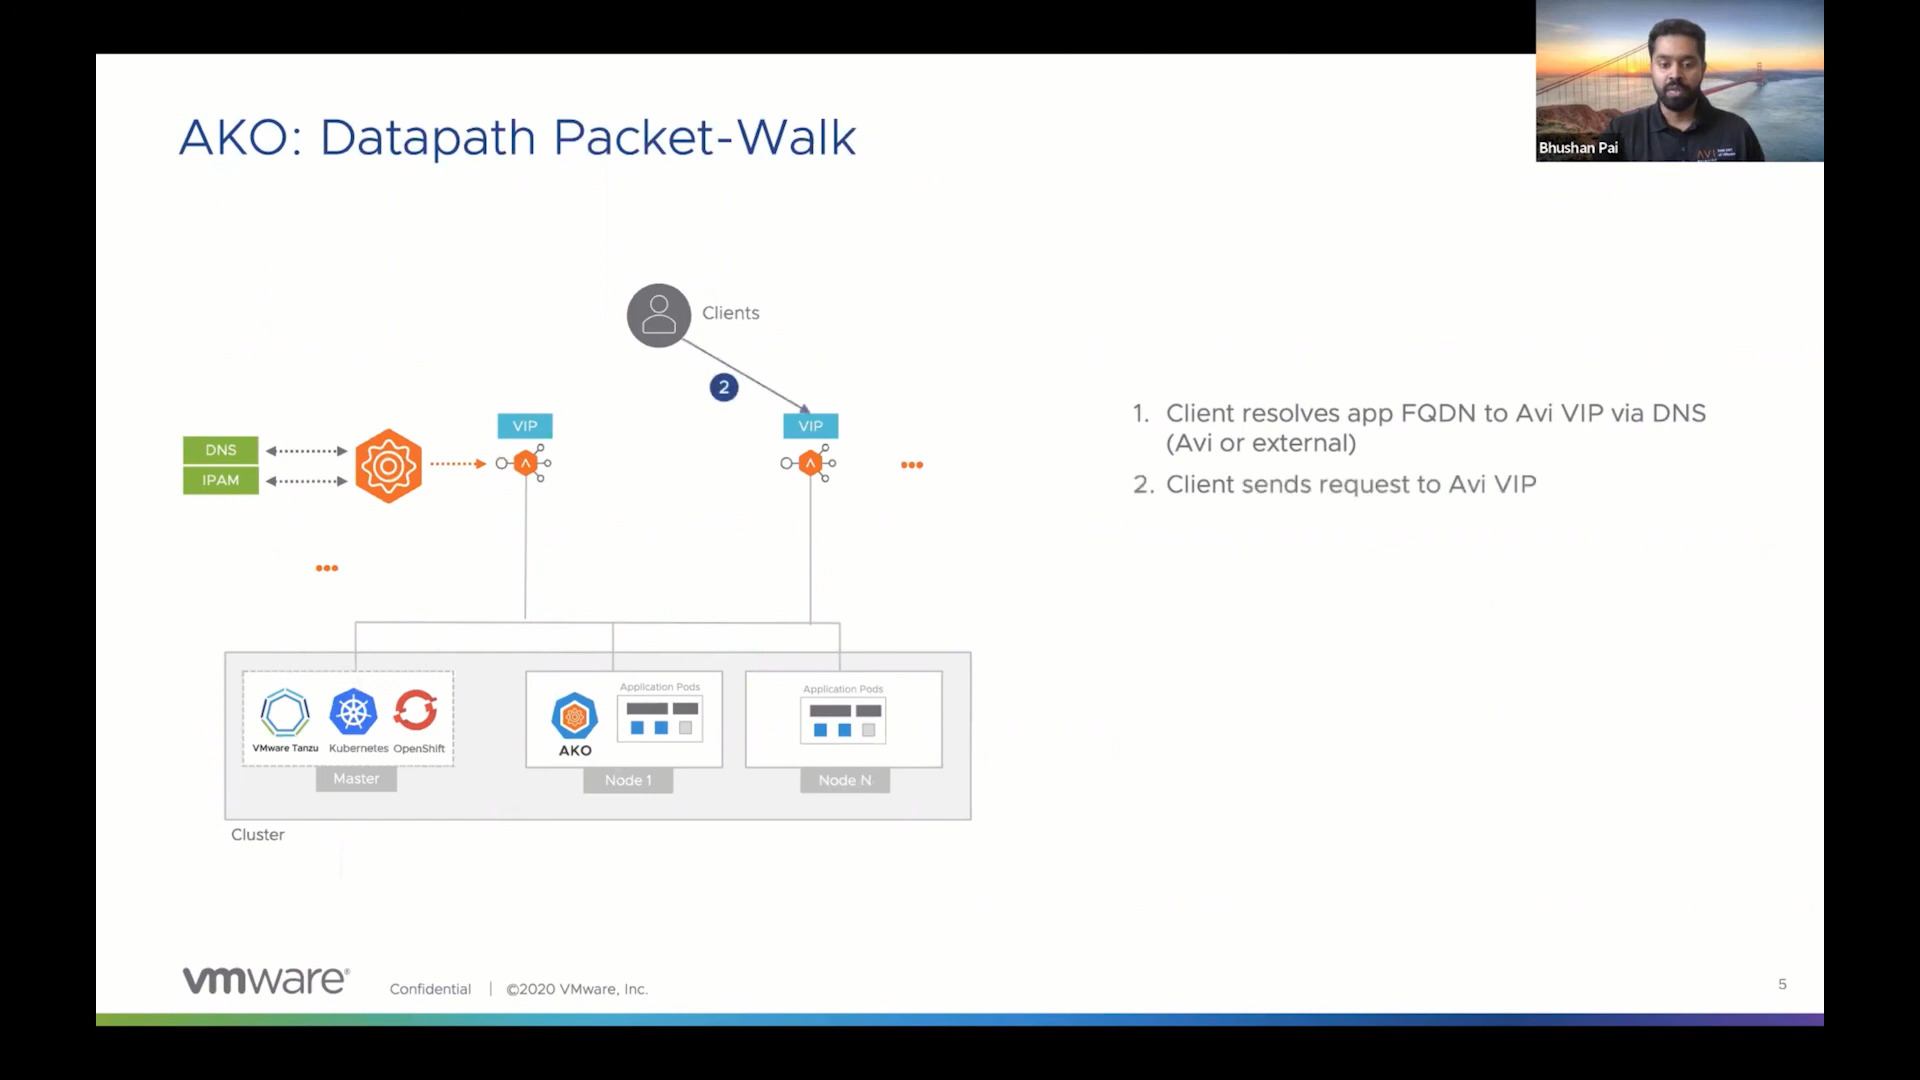 AKO: Datapath Packet-Walk
Bhushan Pai
Clients
2
VIP
VIP
DNS
IPAM
1. Client resolves app FQDN to Avi VIP via DNS
(Avi or external)
2. Client sends request to Avi VIP
VMware Tanzu
Kubernetes
OpenShift
Master
AKO
Application Pods
Node 1
Application Pods
Node N
Cluster
vmware®
Confidential | ©2020 VMware, Inc.
5